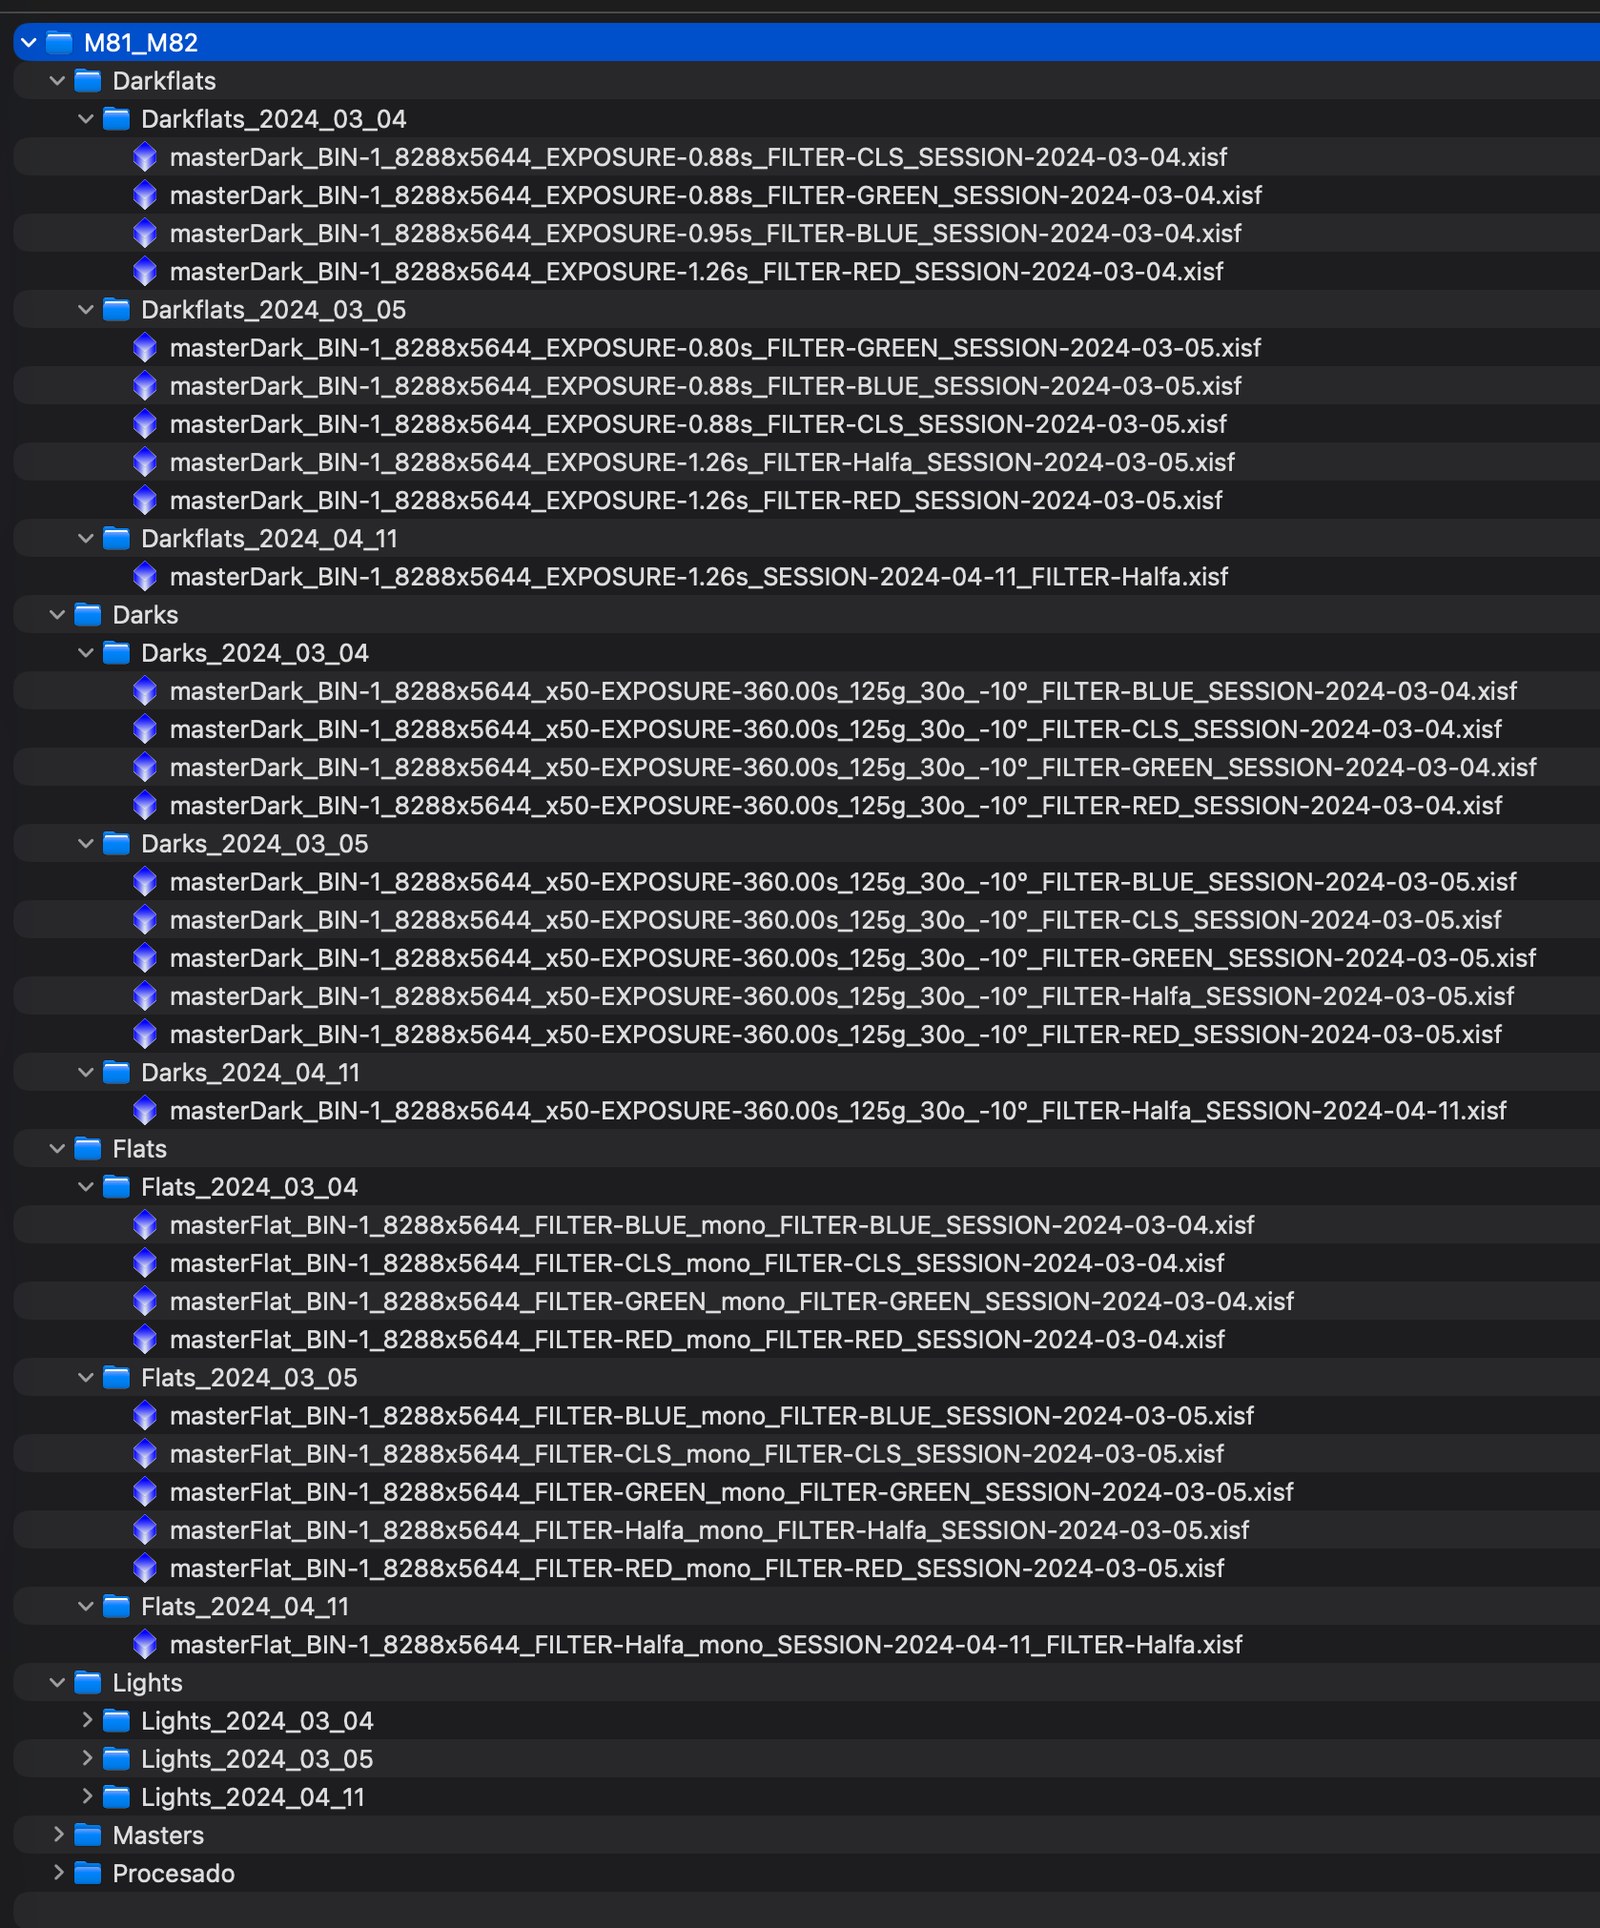 M81_M82
Darkflats
Darkflats_2024_03_04
masterDark_BIN-1_8288x5644_EXPOSURE-0.88s_FILTER-CLS_SESSION-2024-03-04.xisf
masterDark_BIN-1_8288x5644_EXPOSURE-0.88s_FILTER-GREEN_SESSION-2024-03-04.xisf
masterDark_BIN-1_8288x5644_EXPOSURE-0.95s_FILTER-BLUE_SESSION-2024-03-04.xisf
masterDark_BIN-1_8288x5644_EXPOSURE-1.26s_FILTER-RED_SESSION-2024-03-04.xisf
Darkflats_2024_03_05
masterDark_BIN-1_8288x5644_EXPOSURE-0.80s_FILTER-GREEN_SESSION-2024-03-05.xisf
masterDark_BIN-1_8288x5644_EXPOSURE-0.88s_FILTER-BLUE_SESSION-2024-03-05.xisf
masterDark_BIN-1_8288x5644_EXPOSURE-0.88s_FILTER-CLS_SESSION-2024-03-05.xisf
masterDark_BIN-1_8288x5644_EXPOSURE-1.26s_FILTER-Halfa_SESSION-2024-03-05.xisf
masterDark_BIN-1_8288x5644_EXPOSURE-1.26s_FILTER-RED_SESSION-2024-03-05.xisf
Darkflats_2024_04_11
masterDark_BIN-1_8288x5644_EXPOSURE-1.26s_SESSION-2024-04-11_FILTER-Halfa.xisf
Darks
Darks_2024_03_04
masterDark_BIN-1_8288x5644_x50-EXPOSURE-360.00s_125g_30o_-10°_FILTER-BLUE_SESSION-2024-03-04.xisf
masterDark_BIN-1_8288x5644_x50-EXPOSURE-360.00s_125g_30o_-10°_FILTER-CLS_SESSION-2024-03-04.xisf
masterDark_BIN-1_8288x5644_x50-EXPOSURE-360.00s_125g_30o_-10°_FILTER-GREEN_SESSION-2024-03-04.xisf
masterDark_BIN-1_8288x5644_x50-EXPOSURE-360.00s_125g_30o_-10°_FILTER-RED_SESSION-2024-03-04.xisf
Darks_2024_03_05
masterDark_BIN-1_8288x5644_x50-EXPOSURE-360.00s_125g_30o_-10°_FILTER-BLUE_SESSION-2024-03-05.xisf
masterDark_BIN-1_8288x5644_x50-EXPOSURE-360.00s_125g_30o_-10°_FILTER-CLS_SESSION-2024-03-05.xisf
masterDark_BIN-1_8288x5644_x50-EXPOSURE-360.00s_125g_30o_-10°_FILTER-GREEN_SESSION-2024-03-05.xisf
masterDark_BIN-1_8288x5644_x50-EXPOSURE-360.00s_125g_30o_-10°_FILTER-Halfa_SESSION-2024-03-05.xisf
masterDark_BIN-1_8288x5644_x50-EXPOSURE-360.00s_125g_30o_-10°_FILTER-RED_SESSION-2024-03-05.xisf
Darks_2024_04_11
masterDark_BIN-1_8288x5644_x50-EXPOSURE-360.00s_125g_30o_-10°_FILTER-Halfa_SESSION-2024-04-11.xisf
Flats
Flats_2024_03_04
masterFlat_BIN-1_8288x5644_FILTER-BLUE_mono_FILTER-BLUE_SESSION-2024-03-04.xisf
masterFlat_BIN-1_8288x5644_FILTER-CLS_mono_FILTER-CLS_SESSION-2024-03-04.xisf
masterFlat_BIN-1_8288x5644_FILTER-GREEN_mono_FILTER-GREEN_SESSION-2024-03-04.xisf
masterFlat_BIN-1_8288x5644_FILTER-RED_mono_FILTER-RED_SESSION-2024-03-04.xisf
Flats_2024_03_05
masterFlat_BIN-1_8288x5644_FILTER-BLUE_mono_FILTER-BLUE_SESSION-2024-03-05.xisf
masterFlat_BIN-1_8288x5644_FILTER-CLS_mono_FILTER-CLS_SESSION-2024-03-05.xisf
masterFlat_BIN-1_8288x5644_FILTER-GREEN_mono_FILTER-GREEN_SESSION-2024-03-05.xisf
masterFlat_BIN-1_8288x5644_FILTER-Halfa_mono_FILTER-Halfa_SESSION-2024-03-05.xisf
masterFlat_BIN-1_8288x5644_FILTER-RED_mono_FILTER-RED_SESSION-2024-03-05.xisf
Flats_2024_04_11
masterFlat_BIN-1_8288x5644_FILTER-Halfa_mono_SESSION-2024-04-11_FILTER-Halfa.xisf
Lights
Lights_2024_03_04
Lights_2024_03_05
Lights_2024_04_11
Masters
Procesado